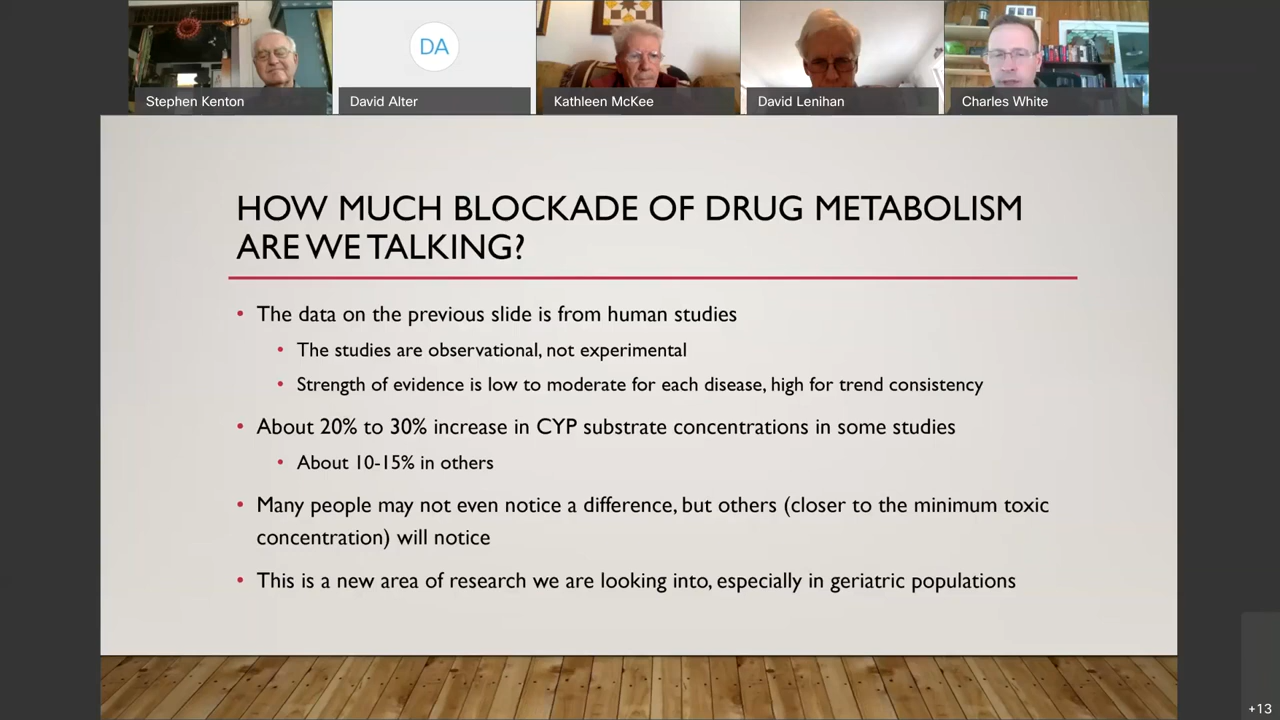 DA
Stephen Kenton
David Alter
Kathleen McKee
David Lenihan
Charles White
HOW MUCH BLOCKADE OF DRUG METABOLISM
ARE WE TALKING?
• The data on the previous slide is from human studies
• The studies are observational, not experimental
• Strength of evidence is low to moderate for each disease, high for trend consistency
• About 20% to 30% increase in CYP substrate concentrations in some studies
• About 10-15% in others
• Many people may not even notice a difference, but others (closer to the minimum toxic
concentration) will notice
• This is a new area of research we are looking into, especially in geriatric populations
+13